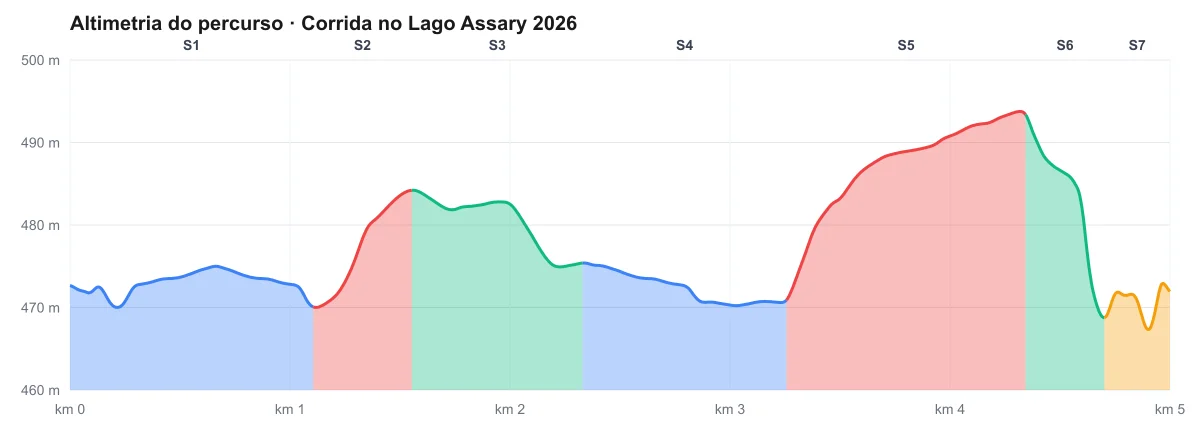 Altimetria do percurso · Corrida no Lago Assary 2026
S1 S2 S3 S4 S5 S6 S7
500 m
490 m
480 m
470 m
460 m
km 0 km 1 km 2 km 3 km 4 km 5